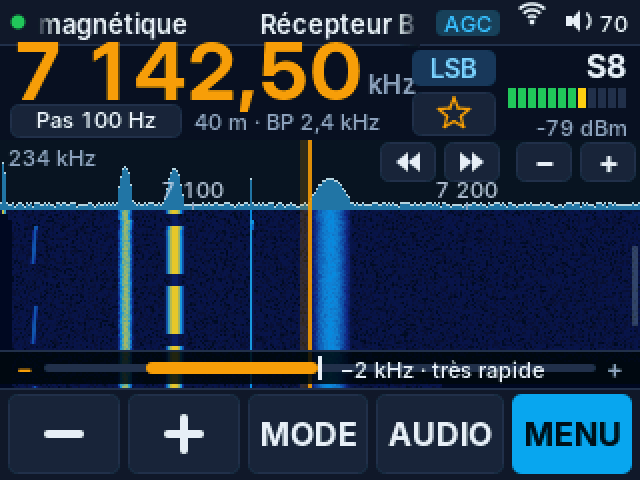 magnétique Récepteur B AGC 70
7 142,50 kHz LSB S8
Pas 100 Hz 40 m · BP 2,4 kHz -79 dBm
234 kHz − +
7 100 7 200
− −2 kHz · très rapide +
− + MODE AUDIO MENU